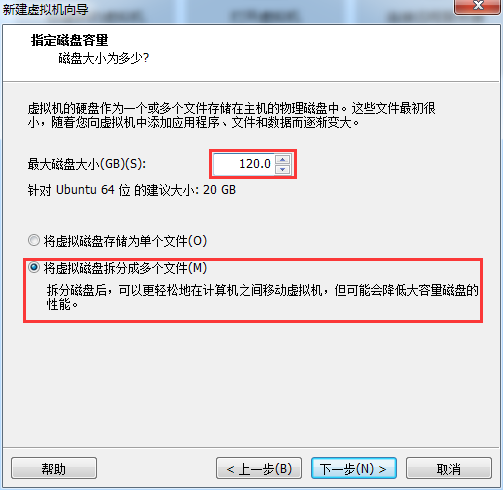 新建虚拟机向导
指定磁盘容量
磁盘大小为多少?
虚拟机的硬盘作为一个或多个文件存储在主机的物理磁盘中。这些文件最初很
小，随着您向虚拟机中添加应用程序、文件和数据而逐渐变大。
最大磁盘大小(GB)(S): 120.0
针对 Ubuntu 64 位 的建议大小: 20 GB
将虚拟磁盘存储为单个文件(O)
将虚拟磁盘拆分成多个文件(M)
拆分磁盘后，可以更轻松地在计算机之间移动虚拟机，但可能会降低大容量磁盘的
性能。
帮助 < 上一步(B) 下一步(N) > 取消